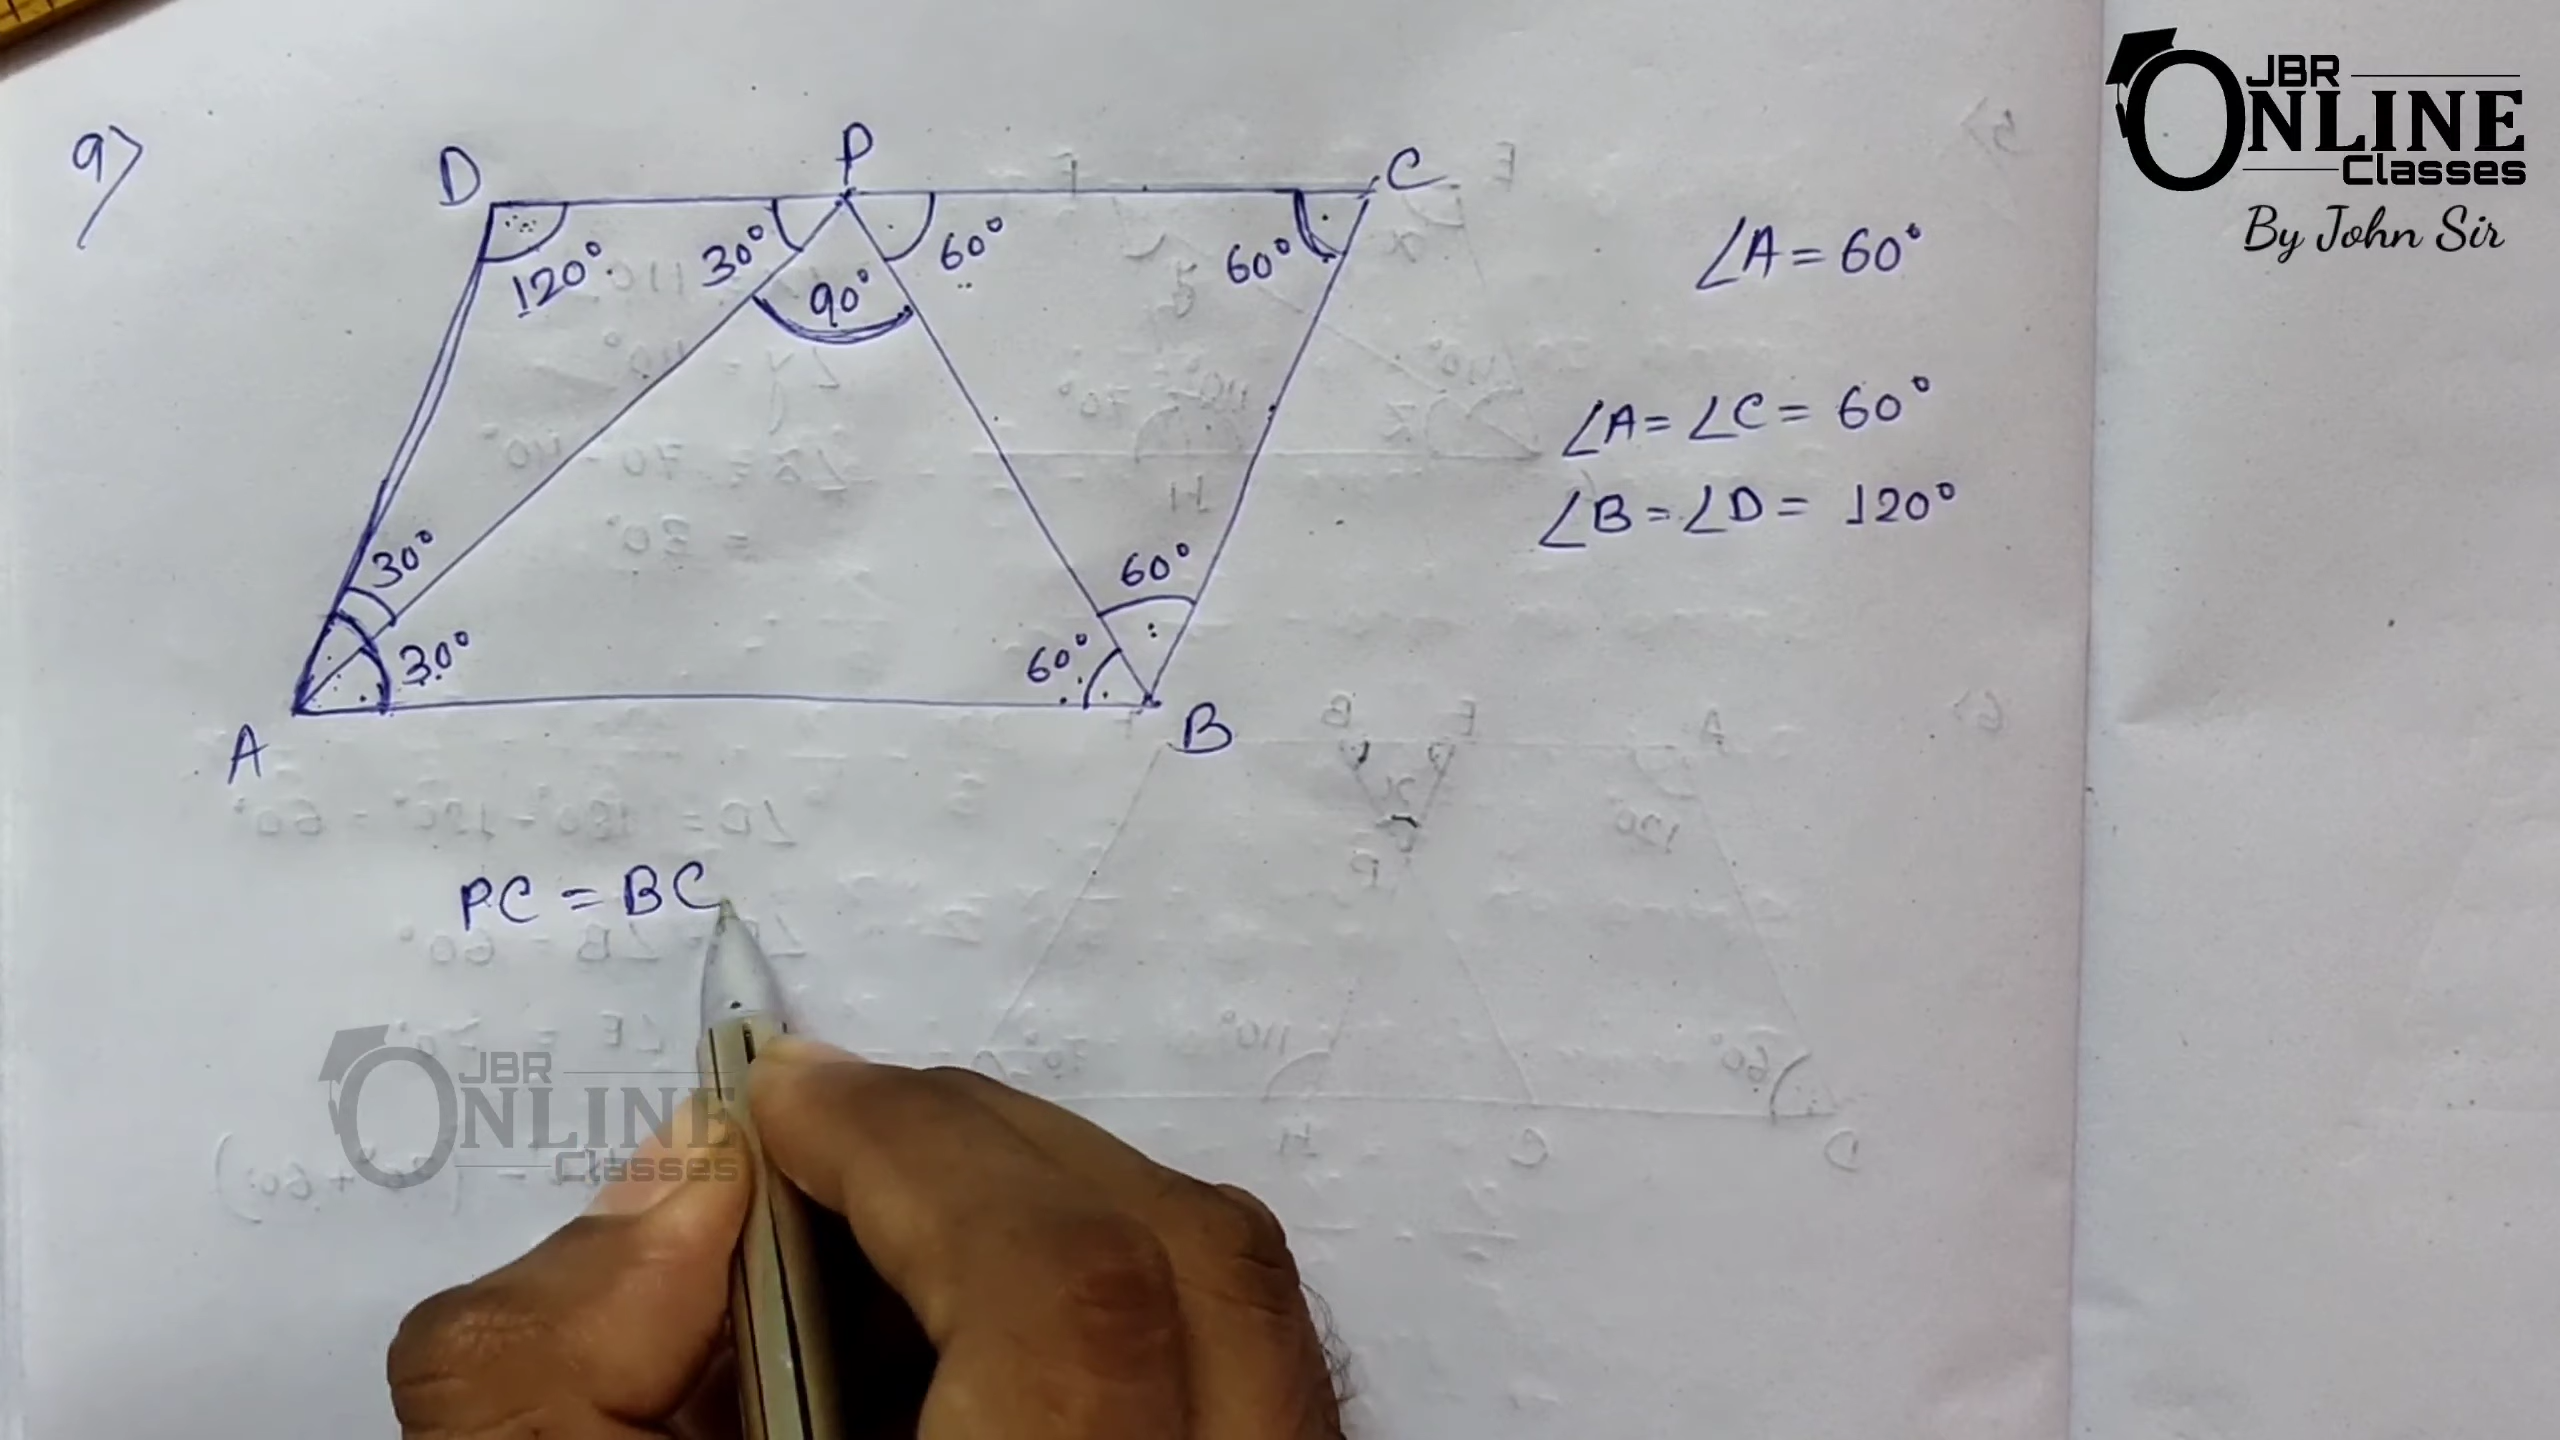 JBR
ONLINE
Classes
By John Sir
9>
D P C
120° 30° 60° 60°
90°
∠A = 60°
∠A = ∠C = 60°
∠B = ∠D = 120°
30° 60°
30° 60°
A B
PC = BC
JBR
ONLINE
Classes